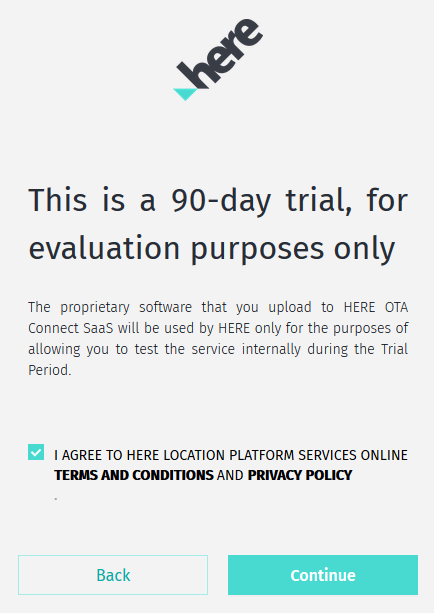 here
This is a 90-day trial, for
evaluation purposes only
The proprietary software that you upload to HERE OTA
Connect SaaS will be used by HERE only for the purposes of
allowing you to test the service internally during the Trial
Period.
I AGREE TO HERE LOCATION PLATFORM SERVICES ONLINE
TERMS AND CONDITIONS AND PRIVACY POLICY
.
Back
Continue